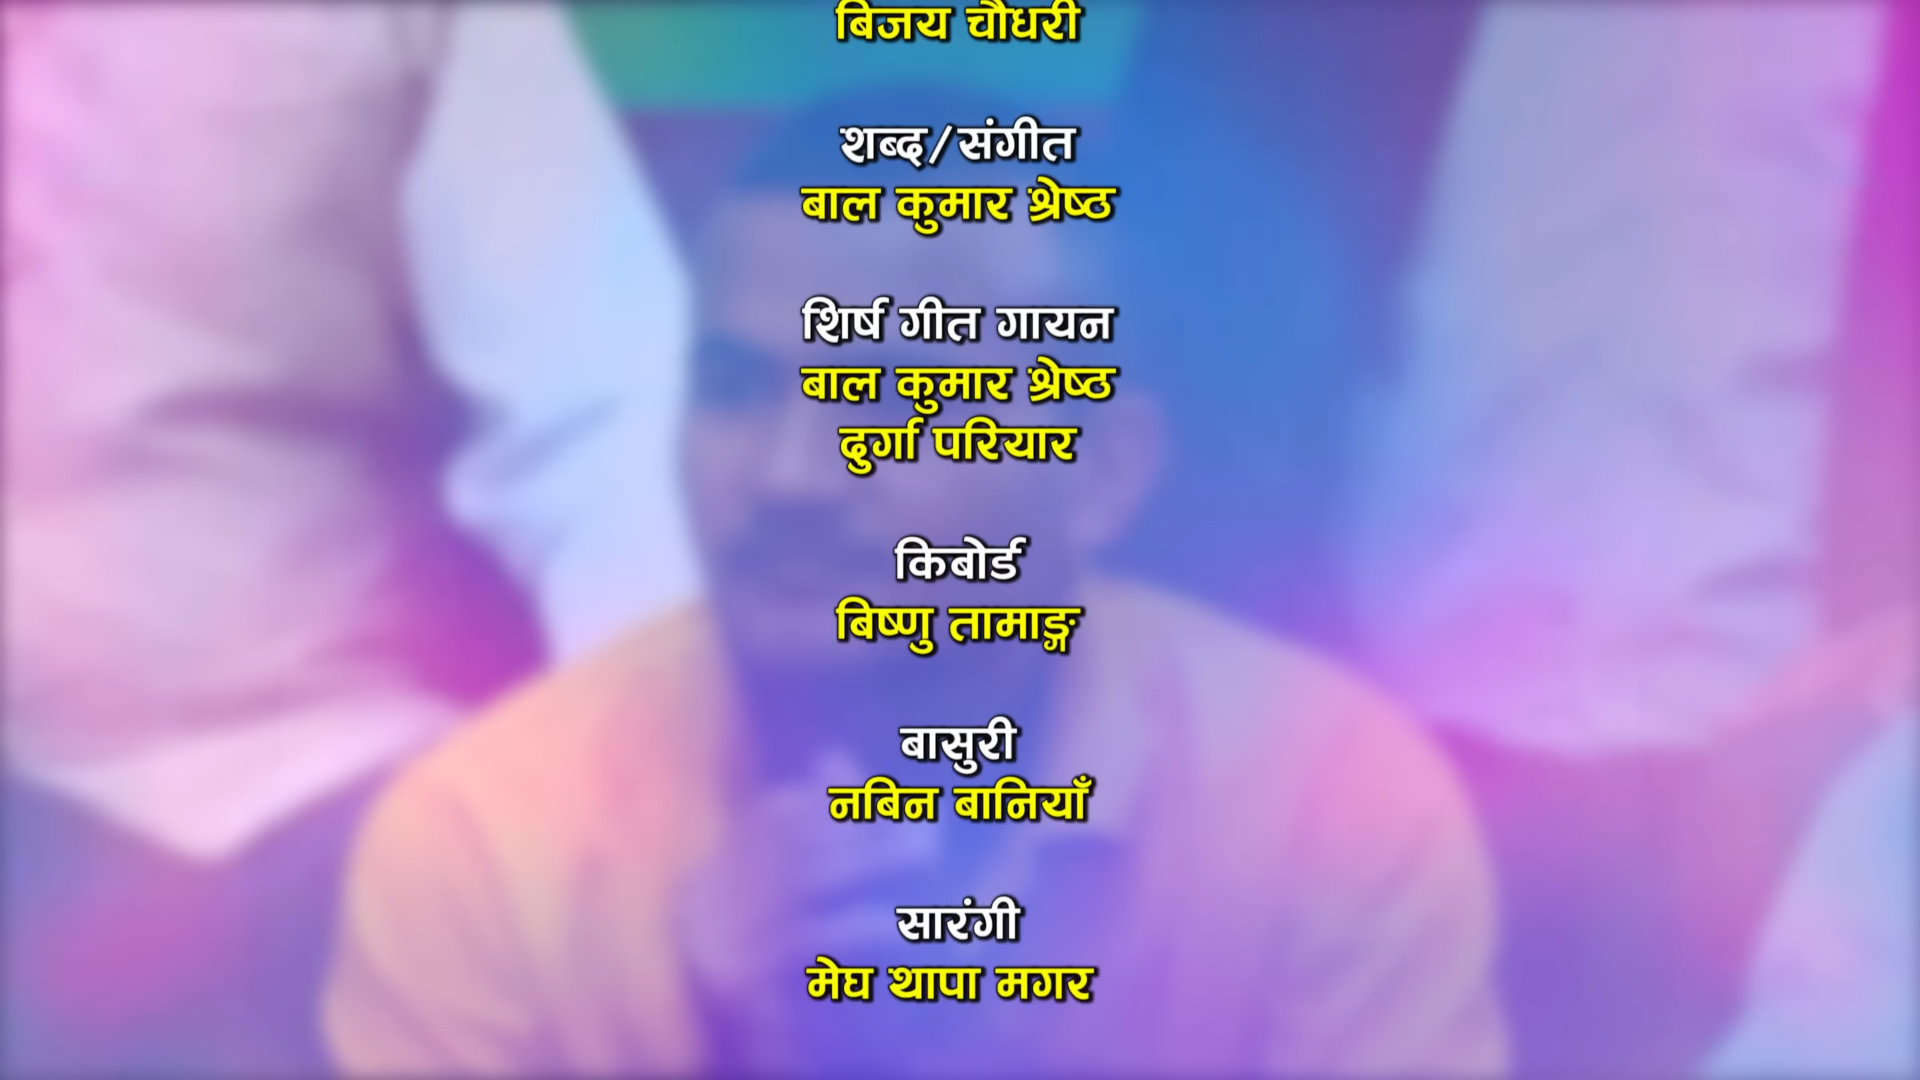 बिजय चौधरी
शब्द/संगीत
बाल कुमार श्रेष्ठ
शिर्ष गीत गायन
बाल कुमार श्रेष्ठ
दुर्गा परियार
किबोर्ड
बिष्णु तामाङ्ग
बासुरी
नबिन बानियाँ
सारंगी
मेघ थापा मगर